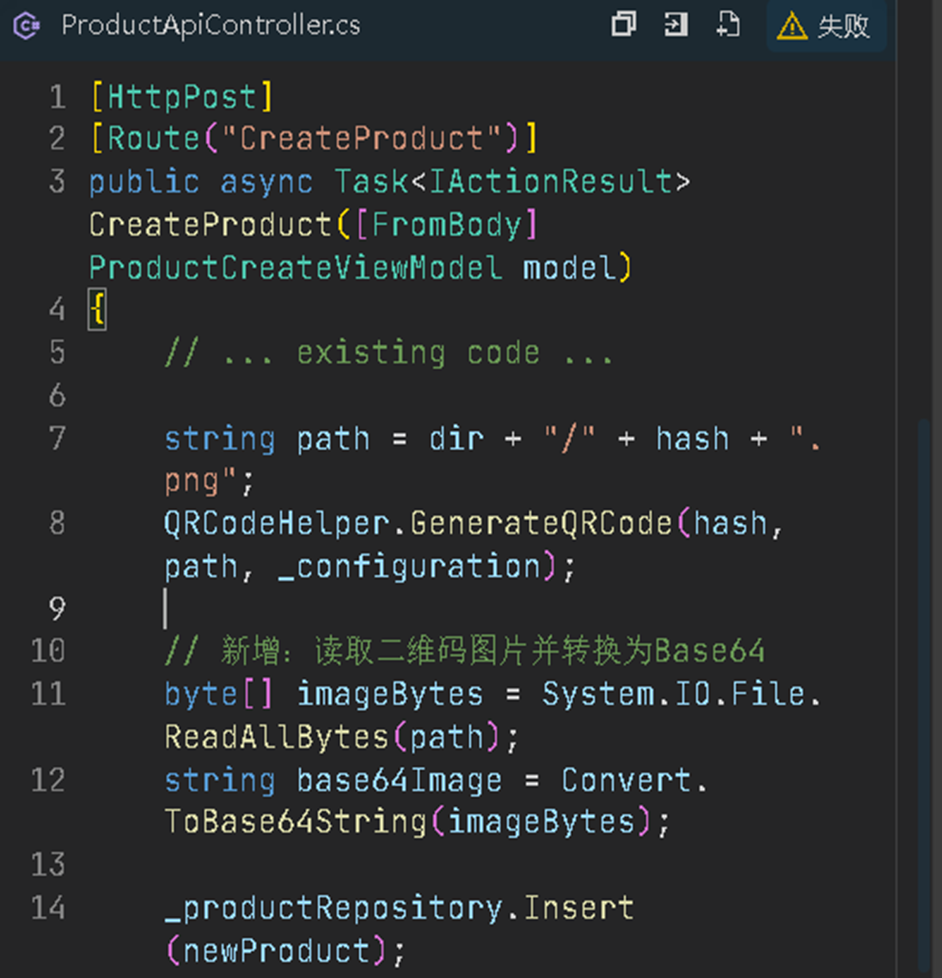 ProductApiController.cs 失败
1 [HttpPost]
2 [Route("CreateProduct")]
3 public async Task<IActionResult>
CreateProduct([FromBody]
ProductCreateViewModel model)
4 {
5 // ... existing code ...
6
7 string path = dir + "/" + hash + ".
png";
8 QRCodeHelper.GenerateQRCode(hash,
path, _configuration);
9
10 // 新增：读取二维码图片并转换为Base64
11 byte[] imageBytes = System.IO.File.
ReadAllBytes(path);
12 string base64Image = Convert.
ToBase64String(imageBytes);
13
14 _productRepository.Insert
(newProduct);